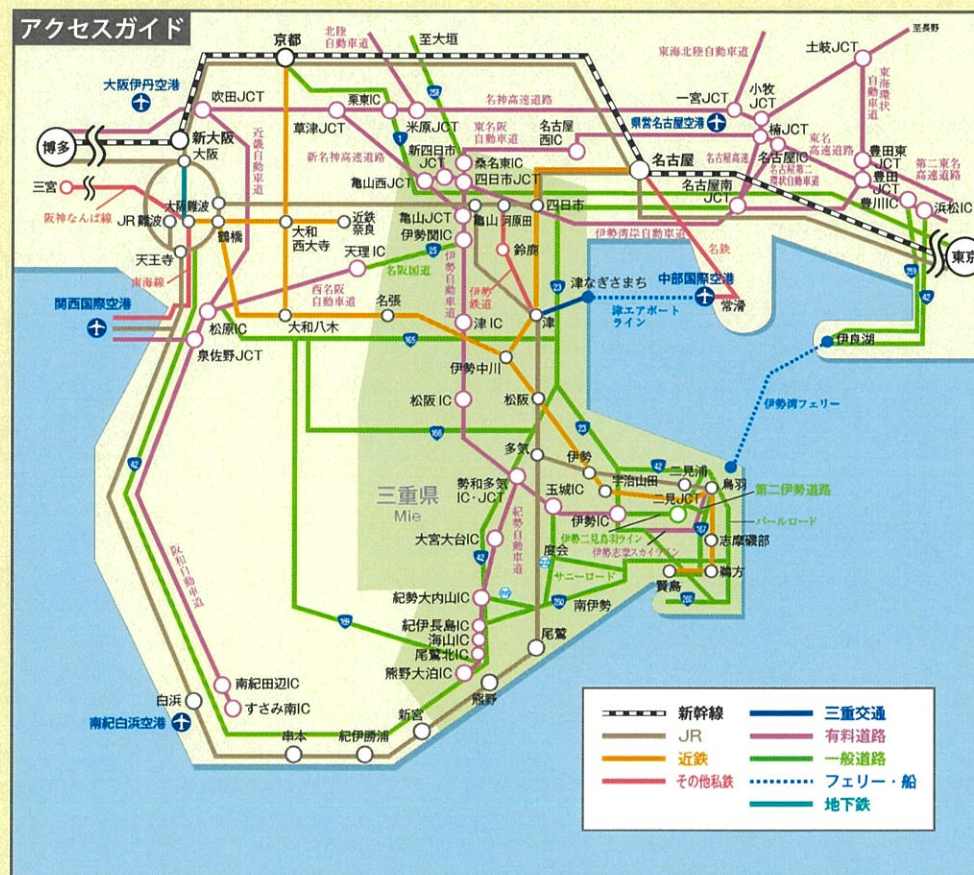 アクセスガイド
京都
北陸
自動車道
至大垣
258
東海北陸自動車道
土岐JCT
至長野
東海環状
自動車道
大阪伊丹空港
吹田JCT
栗東IC
草津JCT
米原JCT
1
名神高速道路
一宮JCT
小牧
JCT
県営名古屋空港
楠JCT
博多
新大阪
大阪
近畿自動車道
新名神高速道路
新四日市
JCT
東名阪
自動車道
名古屋
西IC
桑名東IC
四日市JCT
亀山西JCT
名古屋
名古屋高速
名古屋IC
名古屋第二
環状自動車道
名古屋南
JCT
東名
高速道路
豊田東
JCT
豊田
JCT
第二東名
高速道路
豊川IC
浜松IC
東京
三宮
阪神なんば線
大阪難波
JR難波
鶴橋
天王寺
南海線
大和
西大寺
近鉄
奈良
天理IC
西名阪
自動車道
名阪国道
25
亀山JCT
伊勢関IC
亀山
河原田
四日市
鈴鹿
伊勢
鉄道
伊勢自動車道
伊勢湾岸自動車道
名鉄
23
津なぎさまち
中部国際空港
常滑
津エアポート
ライン
259
42
伊良湖
伊勢湾フェリー
関西国際空港
松原IC
泉佐野JCT
大和八木
名張
津IC
津
165
伊勢中川
松阪IC
松阪
166
多気
23
伊勢
宇治山田
42
二見浦
鳥羽
二見JCT
第二伊勢道路
167
パールロード
勢和多気
IC・JCT
玉城IC
伊勢IC
伊勢二見鳥羽ライン
伊勢志摩スカイライン
志摩磯部
鵜方
賢島
260
三重県
Mie
42
大宮大台IC
紀勢自動車道
度会
サニーロード
260
南伊勢
紀勢大内山IC
紀伊長島IC
海山IC
尾鷲北IC
熊野大泊IC
尾鷲
熊野
169
42
阪和自動車道
南紀田辺IC
すさみ南IC
白浜
南紀白浜空港
串本
紀伊勝浦
新宮
新幹線
JR
近鉄
その他私鉄
三重交通
有料道路
一般道路
フェリー・船
地下鉄